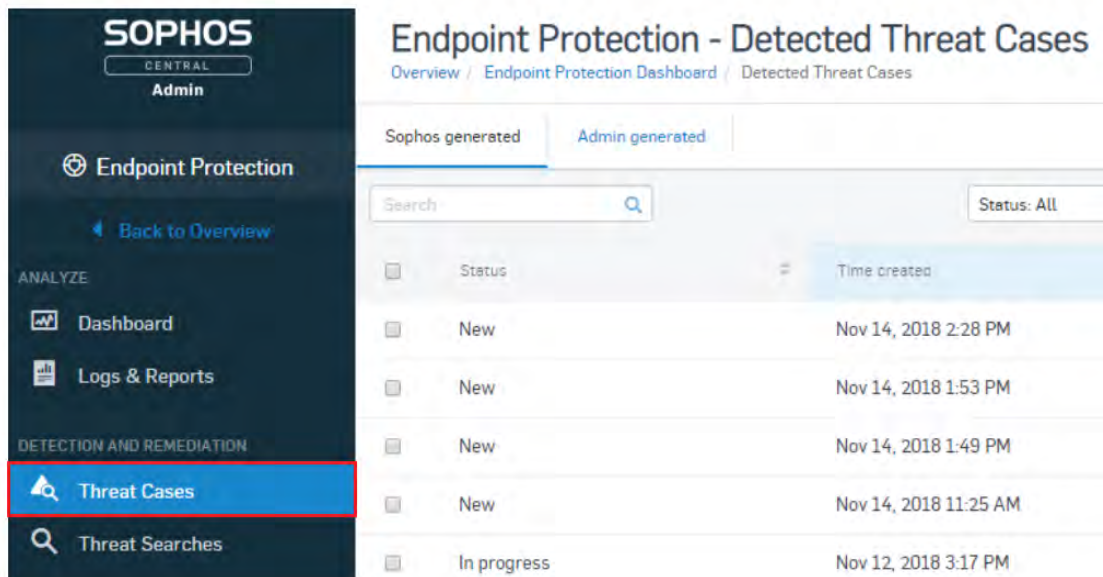 SOPHOS
CENTRAL
Admin
Endpoint Protection
Back to Overview
ANALYZE
Dashboard
Logs & Reports
DETECTION AND REMEDIATION
Threat Cases
Threat Searches
Endpoint Protection - Detected Threat Cases
Overview / Endpoint Protection Dashboard / Detected Threat Cases
Sophos generated Admin generated
Search Status: All
Status Time created
New Nov 14, 2018 2:28 PM
New Nov 14, 2018 1:53 PM
New Nov 14, 2018 1:49 PM
New Nov 14, 2018 11:25 AM
In progress Nov 12, 2018 3:17 PM